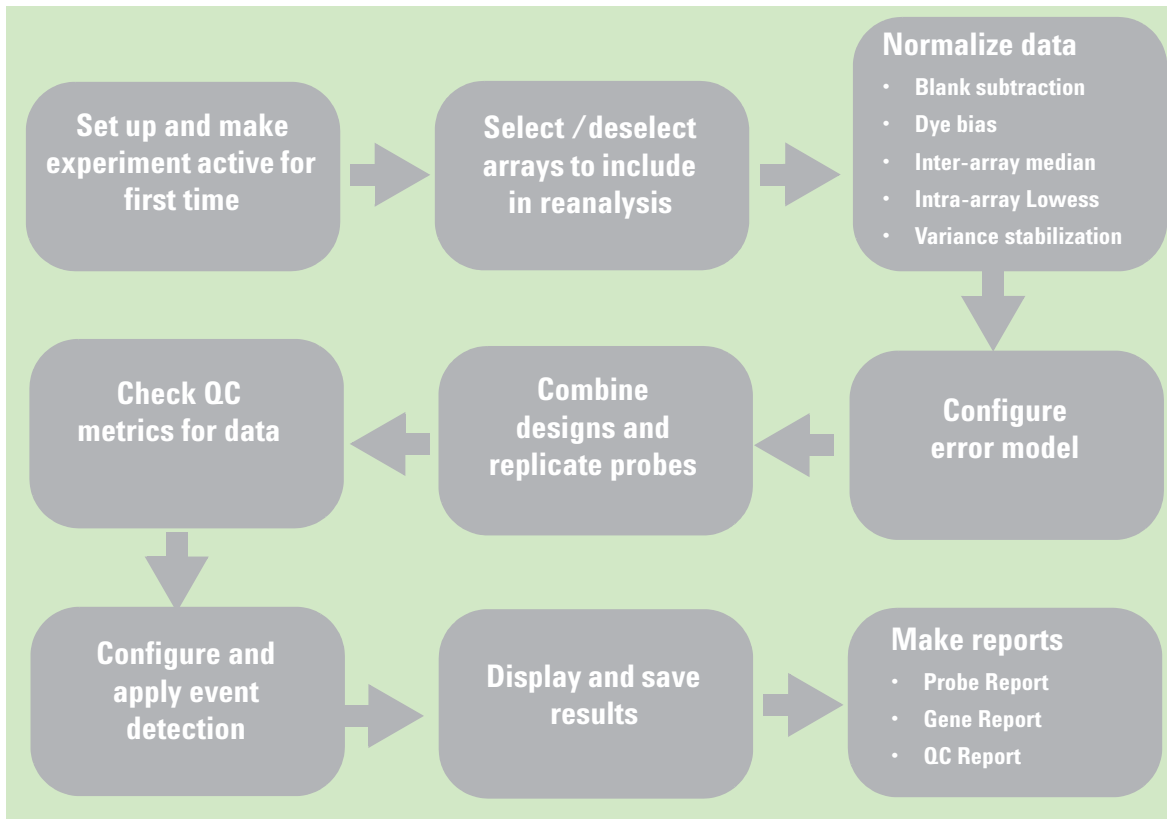 Set up and make
experiment active for
first time
Select /deselect
arrays to include
in reanalysis
Normalize data
• Blank subtraction
• Dye bias
• Inter-array median
• Intra-array Lowess
• Variance stabilization
Configure
error model
Combine
designs and
replicate probes
Check QC
metrics for data
Configure and
apply event
detection
Display and save
results
Make reports
• Probe Report
• Gene Report
• QC Report